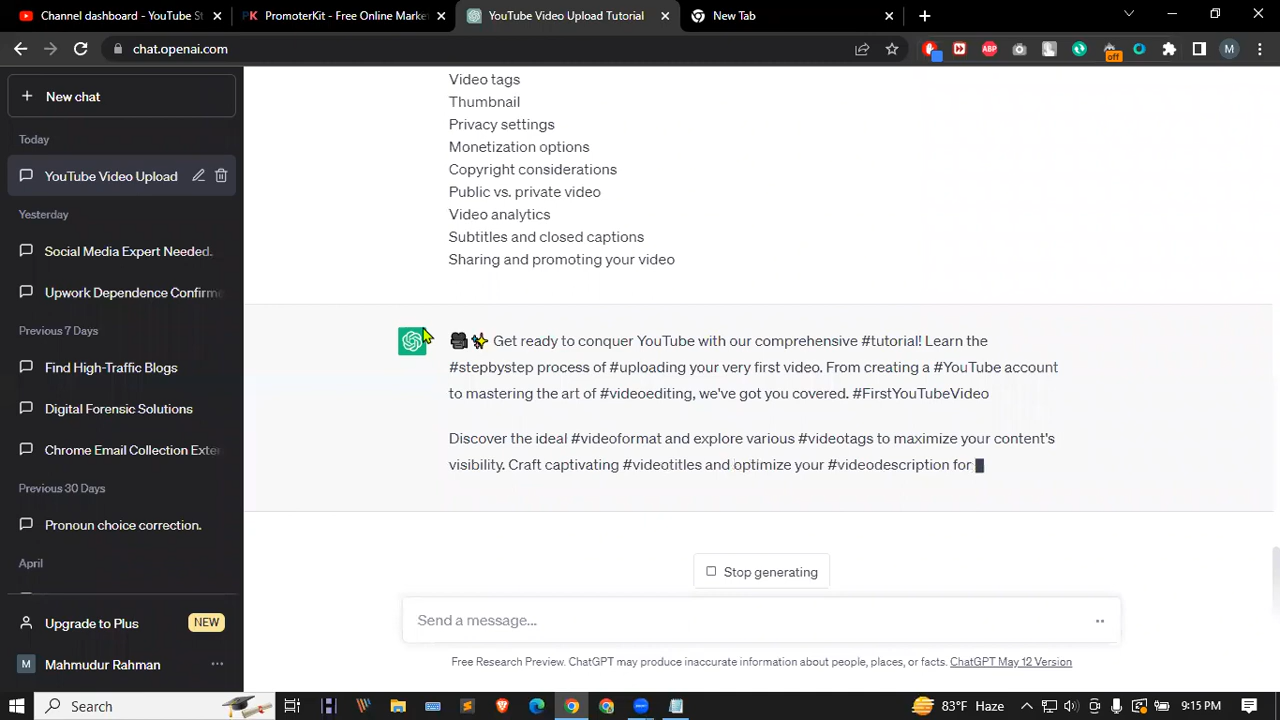 Channel dashboard - YouTube St
PromoterKit - Free Online Marke
YouTube Video Upload Tutorial
New Tab
chat.openai.com
ABP
off
M
New chat
Today
YouTube Video Upload
Yesterday
Social Media Expert Needed.
Upwork Dependence Confirme
Previous 7 Days
Find High-Traffic Blogs
Digital Forensic Solutions
Chrome Email Collection Exter
Previous 30 Days
Pronoun choice correction.
April
Upgrade to Plus
NEW
M
Mahmudur Rahman
Video tags
Thumbnail
Privacy settings
Monetization options
Copyright considerations
Public vs. private video
Video analytics
Subtitles and closed captions
Sharing and promoting your video
Get ready to conquer YouTube with our comprehensive #tutorial! Learn the
#stepbystep process of #uploading your very first video. From creating a #YouTube account
to mastering the art of #videoediting, we've got you covered. #FirstYouTubeVideo
Discover the ideal #videoformat and explore various #videotags to maximize your content's
visibility. Craft captivating #videotitles and optimize your #videodescription for
Stop generating
Send a message...
Free Research Preview. ChatGPT may produce inaccurate information about people, places, or facts. ChatGPT May 12 Version
Search
83°F Haze
9:15 PM